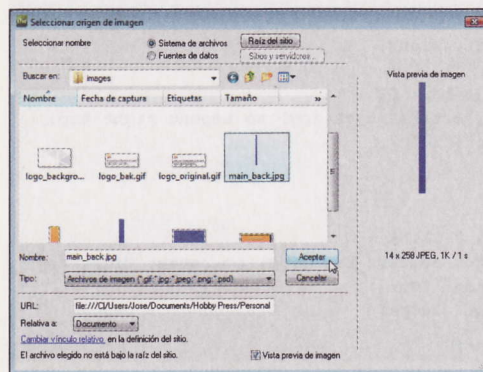 Seleccionar origen de imagen
Seleccionar nombre
Sistema de archivos
Raíz del sitio
Fuentes de datos
Sitios y servidores...
Buscar en:
images
Vista previa de imagen
Nombre
Fecha de captura
Etiquetas
Tamaño
»
logo_backgro...
logo_bak.gif
logo_original.gif
main_back.jpg
Nombre:
main_back.jpg
Aceptar
14 x 258 JPEG, 1K / 1 s
Tipo:
Archivos de imagen (*.gif;*.jpg;*.jpeg;*.png;*.psd)
Cancelar
URL:
file:///C|/Users/Jose/Documents/Hobby Press/Personal
Relativa a:
Documento
Cambiar vínculo relativo en la definición del sitio.
El archivo elegido no está bajo la raíz del sitio.
Vista previa de imagen